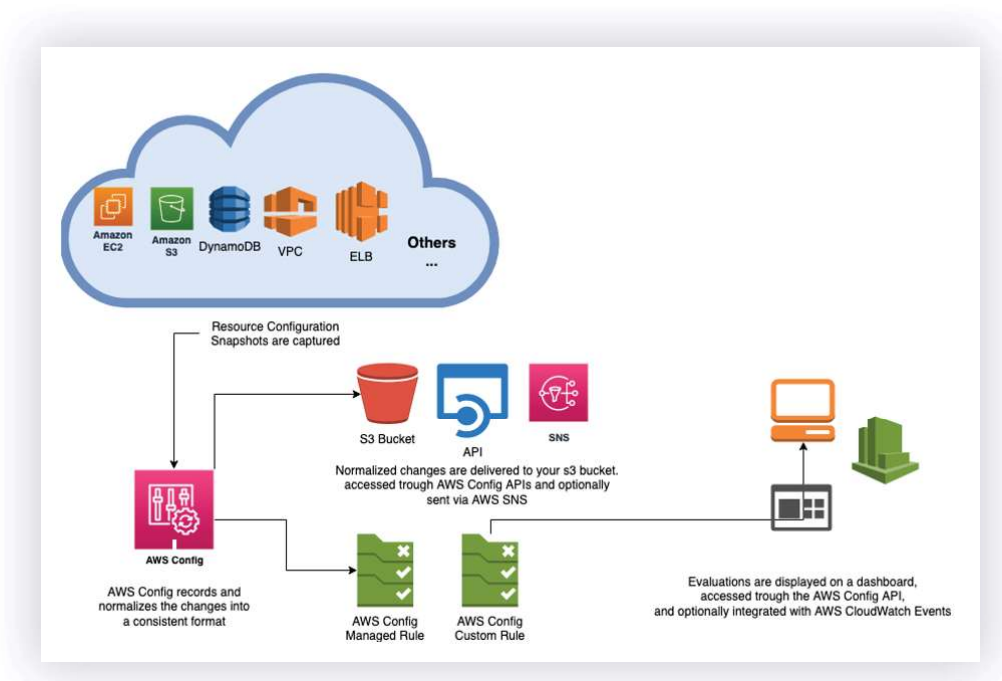 Amazon
EC2
Amazon
S3
DynamoDB
VPC
ELB
Others
...
Resource Configuration
Snapshots are captured
S3 Bucket
API
SNS
Normalized changes are delivered to your s3 bucket.
accessed trough AWS Config APIs and optionally
sent via AWS SNS
AWS Config
AWS Config records and
normalizes the changes into
a consistent format
AWS Config
Managed Rule
AWS Config
Custom Rule
Evaluations are displayed on a dashboard,
accessed trough the AWS Config API,
and optionally integrated with AWS CloudWatch Events